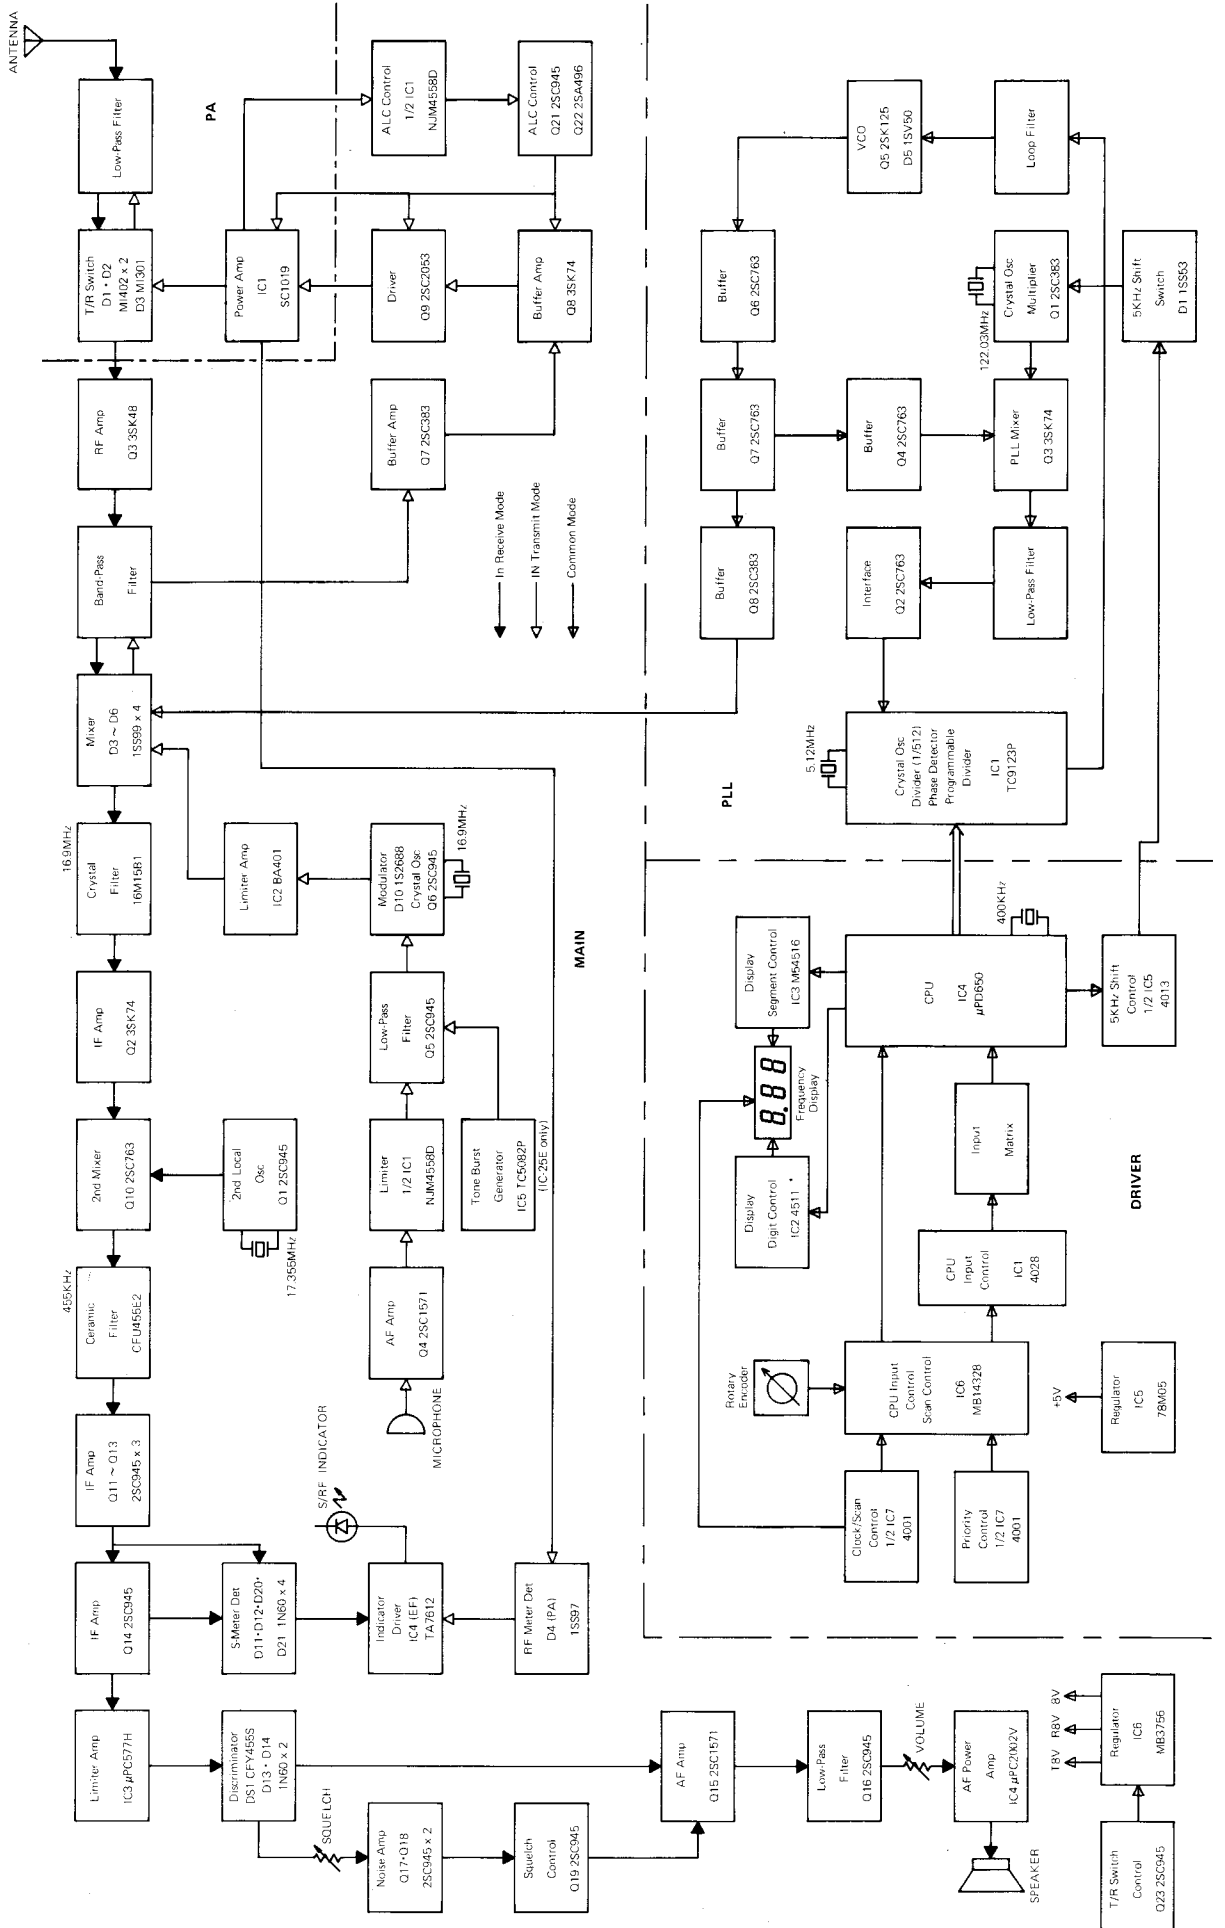 ANTENNA
Low-Pass Filter
T/R Switch
D1・D2
MI402 x 2
D3 MI301
PA
RF Amp
Q3 3SK48
Band-Pass
Filter
Mixer
D3 ~ D6
1SS99 x 4
16.9MHz
Crystal
Filter
16M15B1
IF Amp
Q2 3SK74
2nd Mixer
Q10 2SC763
455KHz
Ceramic
Filter
CFU455E2
IF Amp
Q11 ~ Q13
2SC945 x 3
IF Amp
Q14 2SC945
Limiter Amp
IC3 μPC577H
Power Amp
IC1
SC1019
ALC Control
1/2 IC1
NJM4558D
ALC Control
Q21 2SC945
Q22 2SA496
Driver
Q9 2SC2053
Buffer Amp
Q8 3SK74
Buffer Amp
Q7 2SC383
In Receive Mode
IN Transmit Mode
Common Mode
Limiter Amp
IC2 BA401
Modulator
D10 1S2688
Crystal Osc
Q6 2SC945
16.9MHz
MAIN
2nd Local
Osc
Q1 2SC945
17.355MHz
Low-Pass
Filter
Q5 2SC945
Limiter
1/2 IC1
NJM4558D
Tone Burst
Generator
IC5 TC5082P
(IC-25E only)
AF Amp
Q4 2SC1571
MICROPHONE
S/RF INDICATOR
S-Meter Det
D11・D12・D20・
D21 1N60 x 4
Indicator
Driver
IC4 (EF)
TA7612
RF Meter Det
D4 (PA)
1SS97
Discriminator
DS1 CFY455S
D13・D14
1N60 x 2
SQUELCH
Noise Amp
Q17・Q18
2SC945 x 2
Squelch
Control
Q19 2SC945
AF Amp
Q15 2SC1571
Low-Pass
Filter
Q16 2SC945
VOLUME
AF Power
Amp
IC4 μPC2002V
SPEAKER
T8V R8V 8V
Regulator
IC6
MB3756
T/R Switch
Control
Q23 2SC945
VCO
Q5 2SK125
D5 1SV50
Loop Filter
Buffer
Q6 2SC763
122.03MHz
Crystal Osc
Multiplier
Q1 2SC383
5KHz Shift
Switch
D1 1SS53
Buffer
Q7 2SC763
Buffer
Q4 2SC763
PLL Mixer
Q3 3SK74
Buffer
Q8 2SC383
Interface
Q2 2SC763
Low-Pass Filter
PLL
5.12MHz
Crystal Osc
Divider (1/512)
Phase Detector
Programmable
Divider
IC1
TC9123P
Display
Segment Control
IC3 M54516
8.88
Frequency
Display
Display
Digit Control
IC2 4511 *
CPU
IC4
μPD650
400KHz
5KHz Shift
Control
1/2 IC5
4013
Input
Matrix
CPU
Input
Control
IC1
4028
DRIVER
Rotary
Encoder
CPU Input
Control
Scan Control
IC6
MB14328
Clock/Scan
Control
1/2 IC7
4001
Priority
Control
1/2 IC7
4001
+5V
Regulator
IC5
78M05